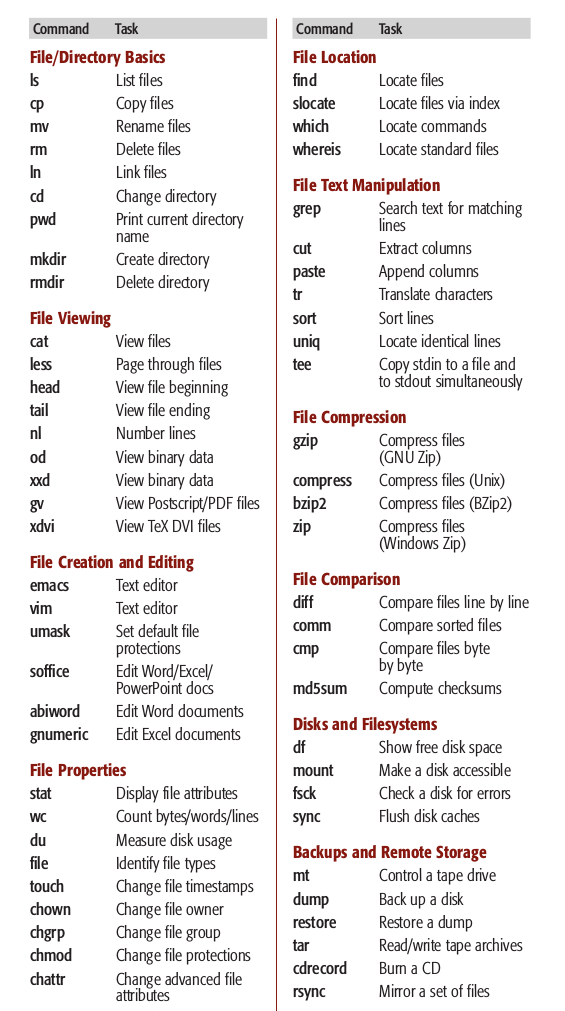 Command Task
File/Directory Basics
ls List files
cp Copy files
mv Rename files
rm Delete files
ln Link files
cd Change directory
pwd Print current directory
name
mkdir Create directory
rmdir Delete directory
File Viewing
cat View files
less Page through files
head View file beginning
tail View file ending
nl Number lines
od View binary data
xxd View binary data
gv View Postscript/PDF files
xdvi View TeX DVI files
File Creation and Editing
emacs Text editor
vim Text editor
umask Set default file
protections
soffice Edit Word/Excel/
PowerPoint docs
abiword Edit Word documents
gnumeric Edit Excel documents
File Properties
stat Display file attributes
wc Count bytes/words/lines
du Measure disk usage
file Identify file types
touch Change file timestamps
chown Change file owner
chgrp Change file group
chmod Change file protections
chattr Change advanced file
attributes
Command Task
File Location
find Locate files
slocate Locate files via index
which Locate commands
whereis Locate standard files
File Text Manipulation
grep Search text for matching
lines
cut Extract columns
paste Append columns
tr Translate characters
sort Sort lines
uniq Locate identical lines
tee Copy stdin to a file and
to stdout simultaneously
File Compression
gzip Compress files
(GNU Zip)
compress Compress files (Unix)
bzip2 Compress files (BZip2)
zip Compress files
(Windows Zip)
File Comparison
diff Compare files line by line
comm Compare sorted files
cmp Compare files byte
by byte
md5sum Compute checksums
Disks and Filesystems
df Show free disk space
mount Make a disk accessible
fsck Check a disk for errors
sync Flush disk caches
Backups and Remote Storage
mt Control a tape drive
dump Back up a disk
restore Restore a dump
tar Read/write tape archives
cdrecord Burn a CD
rsync Mirror a set of files